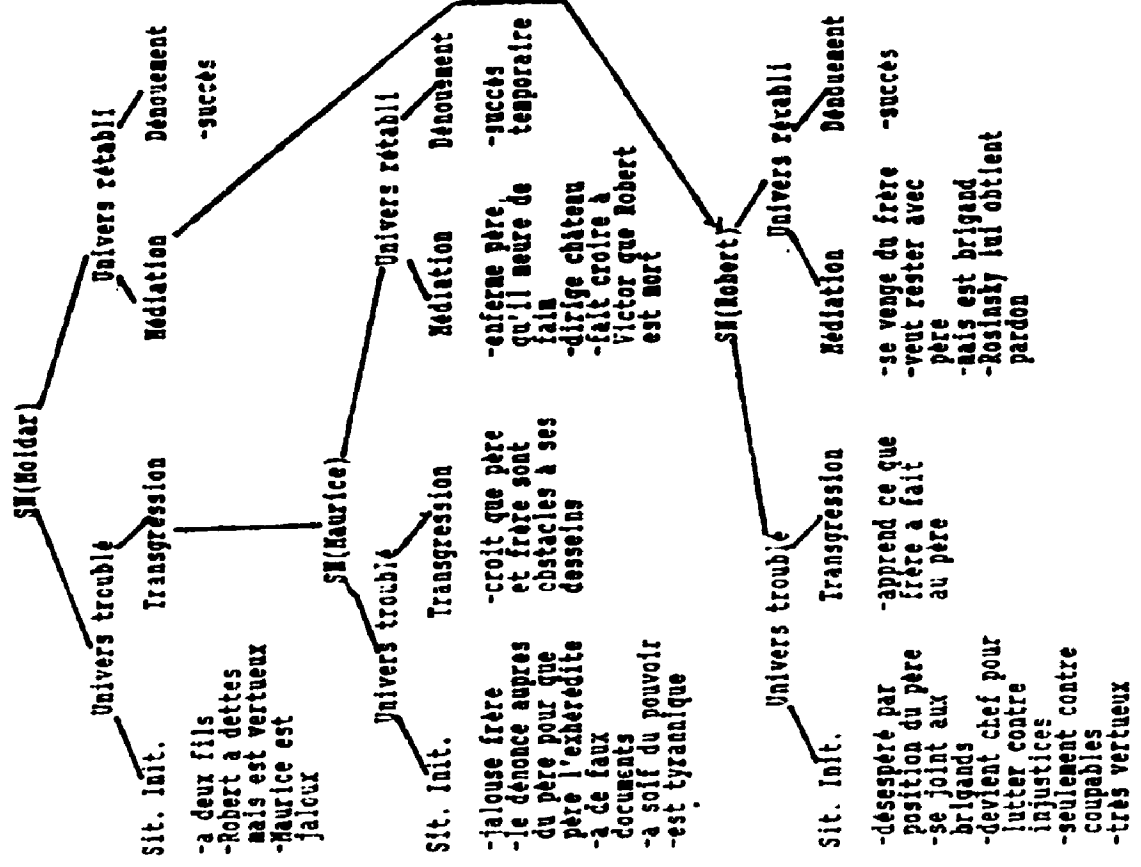 SN(Moldar)
Univers troublé
Univers rétabli
Sit. Init.
Transgression
Médiation
Dénouement
-a deux fils
-Robert a dettes
mais est vertueux
-Maurice est
jaloux
-succès
SN(Maurice)
Univers troublé
Univers rétabli
Sit. Init.
Transgression
Médiation
Dénouement
-jalouse frère
-le dénonce aupres
du père pour que
père l'exhérédite
-a de faux
documents
-a soif du pouvoir
-est tyrannique
-croit que père
et frère sont
obstacles à ses
desseins
-enferme père,
qu'il meure de
faim
-dirige château
-fait croire à
Victor que Robert
est mort
-succès
temporaire
SN(Robert)
Univers troublé
Univers rétabli
Sit. Init.
Transgression
Médiation
Dénouement
-désespéré par
position du père
-se joint aux
brigands
-devient chef pour
lutter contre
injustices
-seulement contre
coupables
-très vertueux
-apprend ce que
frère a fait
au père
-se venge du frère
-veut rester avec
père
-mais est brigand
-Rosinsky lui obtient
pardon
-succès